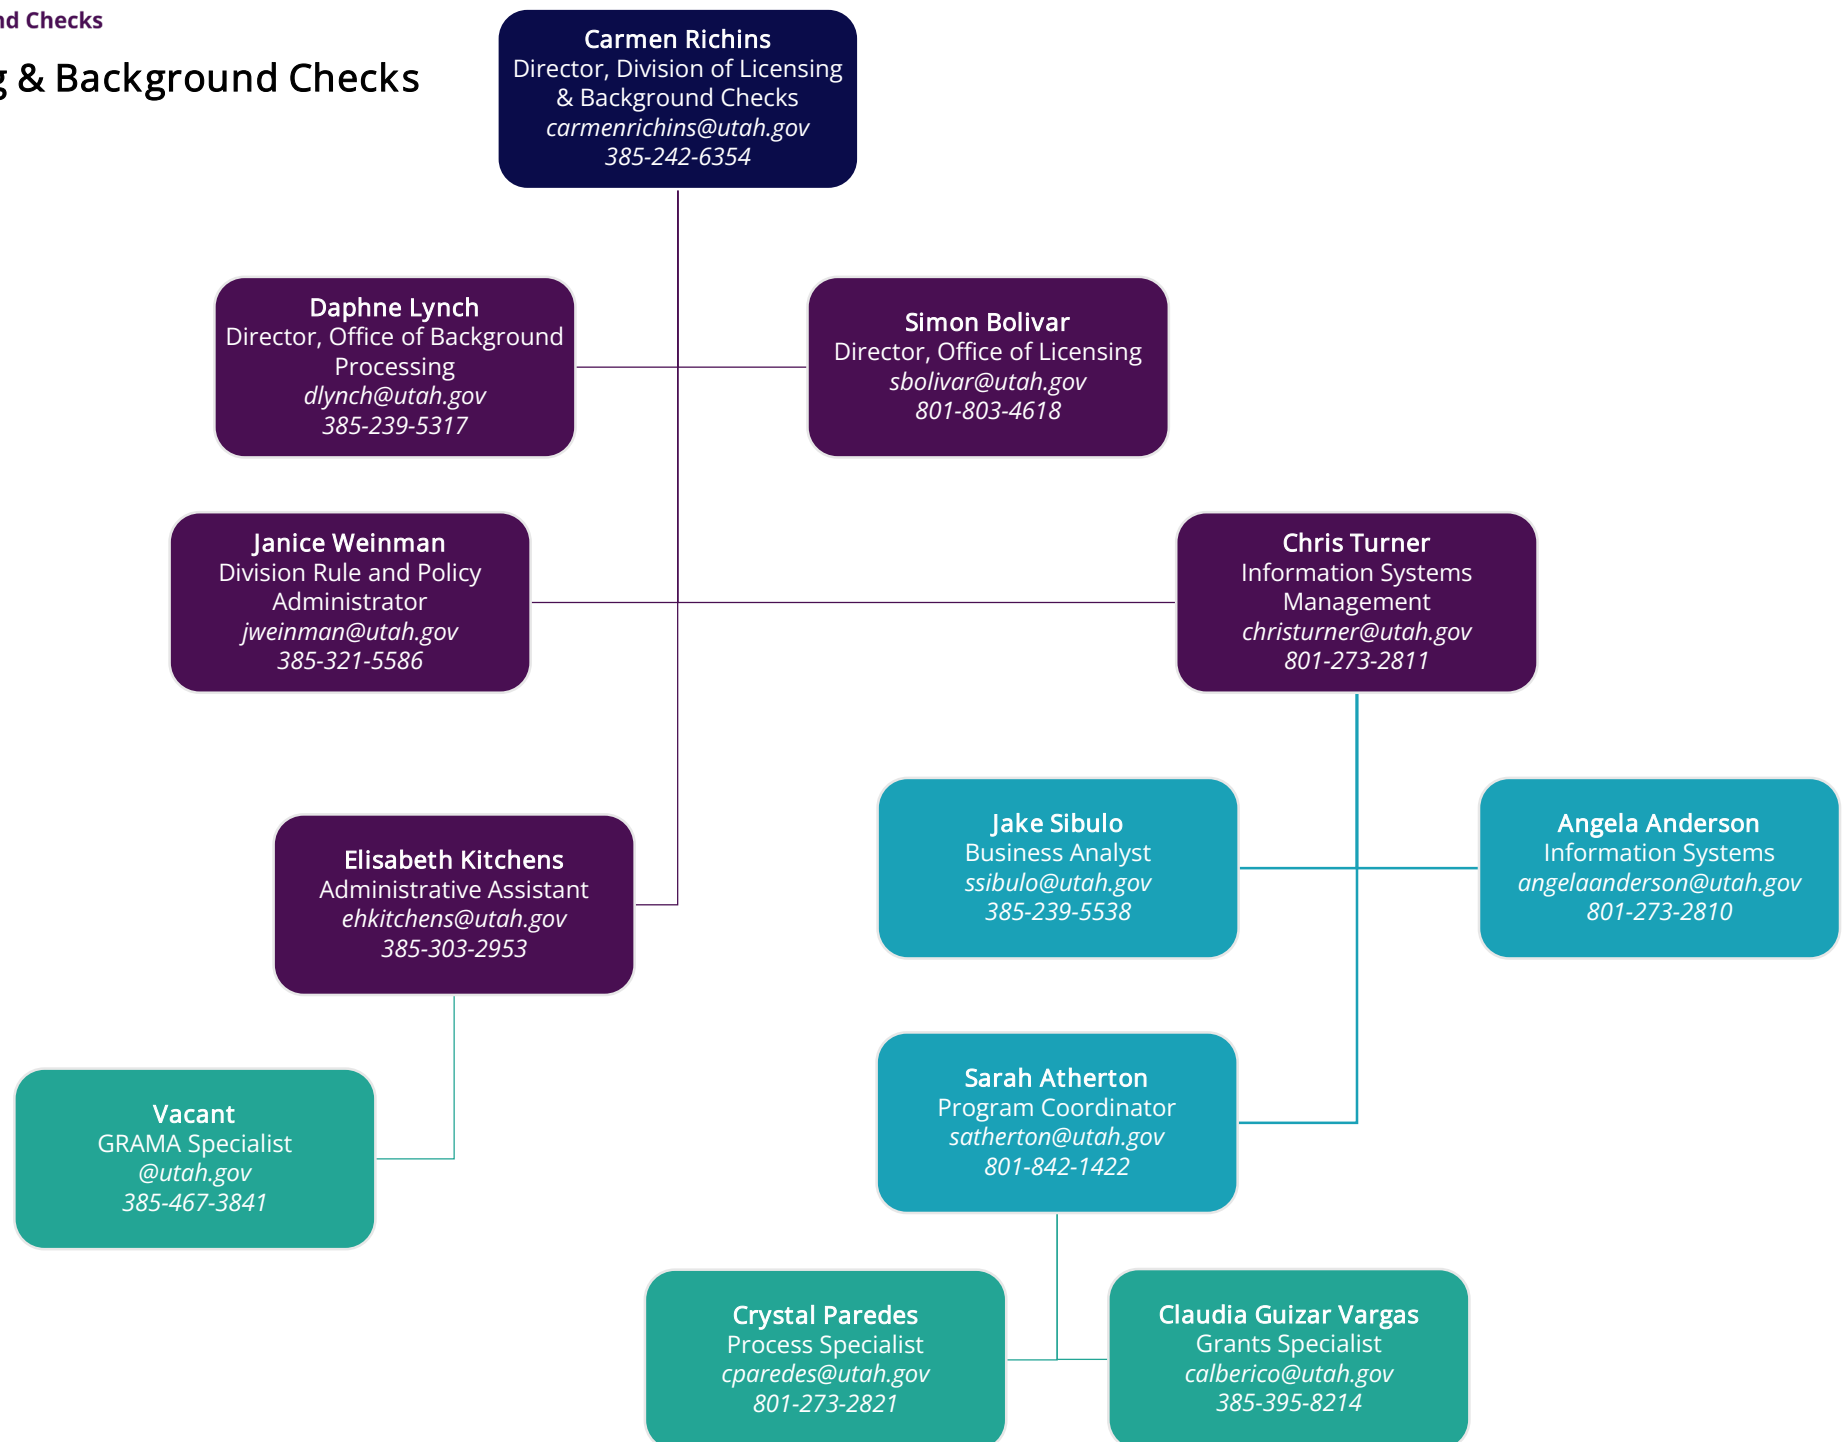 nd Checks
g & Background Checks
Carmen Richins
Director, Division of Licensing
& Background Checks
carmenrichins@utah.gov
385-242-6354
Daphne Lynch
Director, Office of Background
Processing
dlynch@utah.gov
385-239-5317
Simon Bolivar
Director, Office of Licensing
sbolivar@utah.gov
801-803-4618
Janice Weinman
Division Rule and Policy
Administrator
jweinman@utah.gov
385-321-5586
Chris Turner
Information Systems
Management
christurner@utah.gov
801-273-2811
Elisabeth Kitchens
Administrative Assistant
ehkitchens@utah.gov
385-303-2953
Jake Sibulo
Business Analyst
ssibulo@utah.gov
385-239-5538
Angela Anderson
Information Systems
angelaanderson@utah.gov
801-273-2810
Vacant
GRAMA Specialist
@utah.gov
385-467-3841
Sarah Atherton
Program Coordinator
satherton@utah.gov
801-842-1422
Crystal Paredes
Process Specialist
cparedes@utah.gov
801-273-2821
Claudia Guizar Vargas
Grants Specialist
calberico@utah.gov
385-395-8214